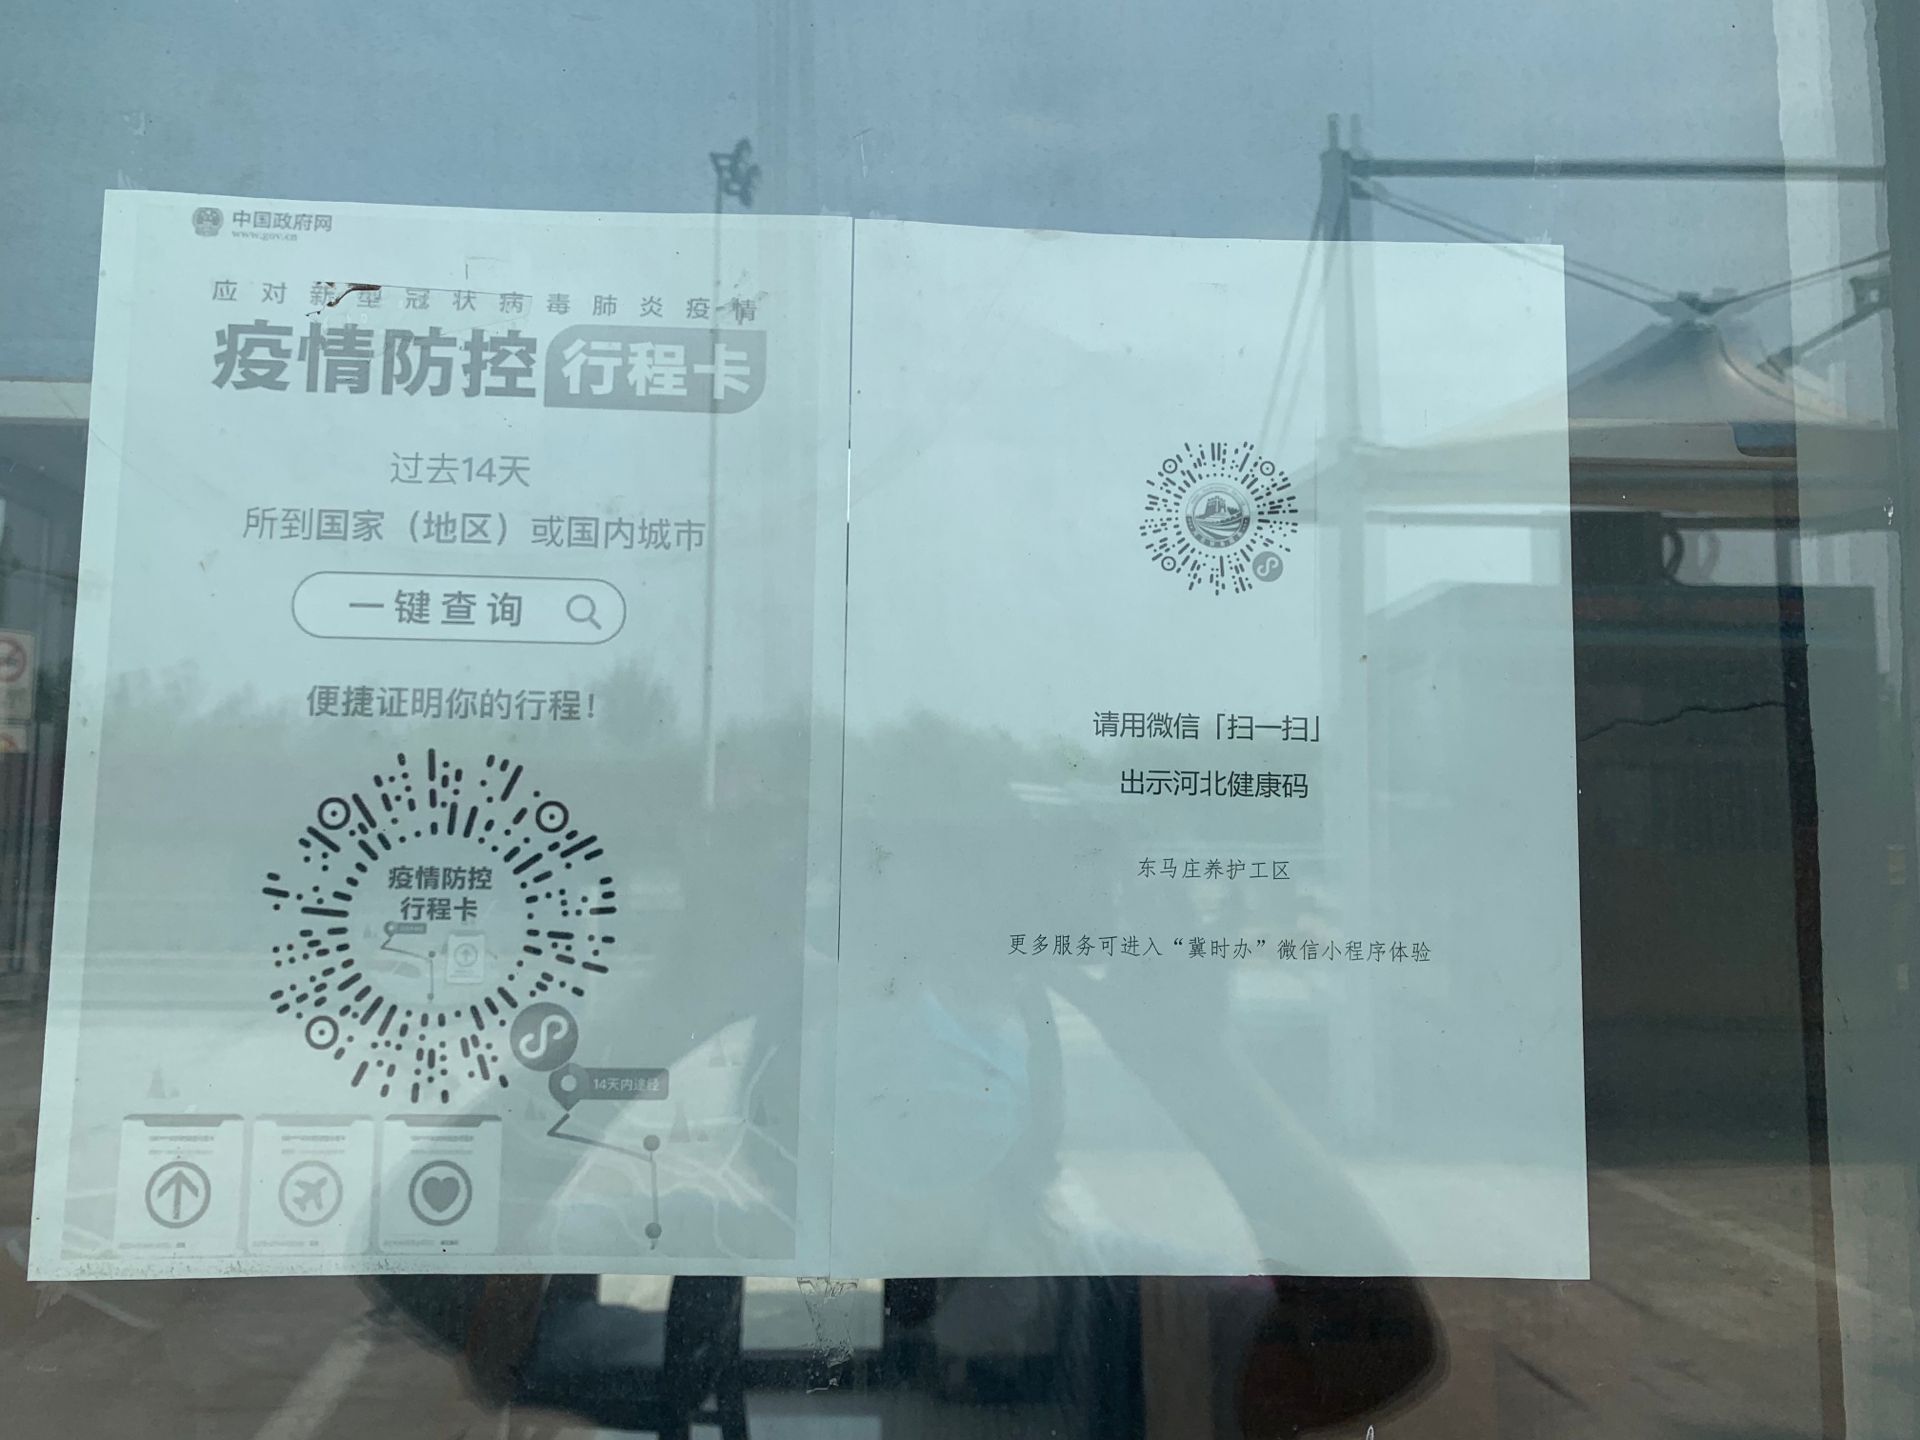 中国政府网
www.gov.cn
应对新型冠状病毒肺炎疫情
疫情防控行程卡
过去14天
所到国家（地区）或国内城市
一键查询
便捷证明你的行程！
疫情防控
行程卡
14天内途经
请用微信「扫一扫」
出示河北健康码
东马庄养护工区
更多服务可进入“冀时办”微信小程序体验